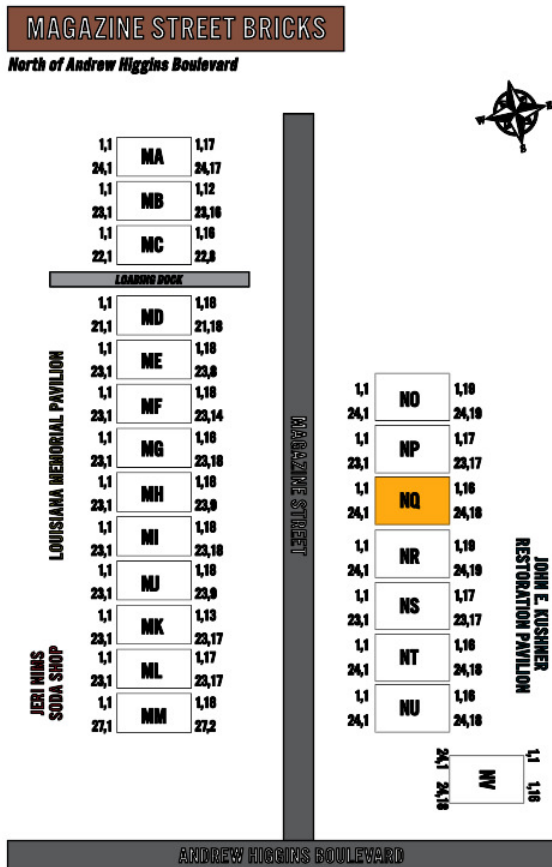 MAGAZINE STREET BRICKS
North of Andrew Higgins Boulevard
N
W
E
S
1,1 MA 1,17
24,1 24,17
1,1 MB 1,12
23,1 23,16
1,1 MC 1,16
22,1 22,8
LOADING DOCK
1,1 MD 1,18
21,1 21,18
1,1 ME 1,18
23,1 23,8
1,1 MF 1,18
23,1 23,14
1,1 MG 1,16
23,1 23,18
1,1 MH 1,18
23,1 23,9
1,1 MI 1,18
23,1 23,18
1,1 MJ 1,18
23,1 23,9
1,1 MK 1,13
23,1 23,17
1,1 ML 1,17
23,1 23,17
1,1 MM 1,18
27,1 27,2
LOUISIANA MEMORIAL PAVILION
JERI NIMS
SODA SHOP
MAGAZINE STREET
1,1 NO 1,19
24,1 24,19
1,1 NP 1,17
23,1 23,17
1,1 NQ 1,16
24,1 24,18
1,1 NR 1,19
24,1 24,19
1,1 NS 1,17
23,1 23,17
1,1 NT 1,16
24,1 24,18
1,1 NU 1,16
24,1 24,18
JOHN E. KUSHNER
RESTORATION PAVILION
24,1 NV 1,1
24,18 1,16
ANDREW HIGGINS BOULEVARD